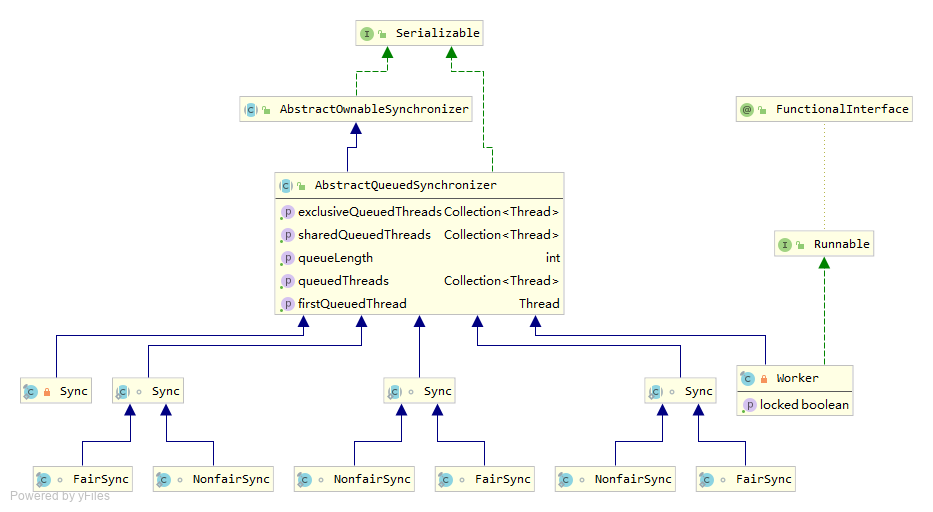 Serializable
AbstractOwnableSynchronizer
FunctionalInterface
AbstractQueuedSynchronizer
exclusiveQueuedThreads Collection<Thread>
sharedQueuedThreads Collection<Thread>
queueLength int
queuedThreads Collection<Thread>
firstQueuedThread Thread
Runnable
Sync
Sync
Sync
Sync
Worker
locked boolean
FairSync
NonfairSync
NonfairSync
FairSync
NonfairSync
FairSync
Powered by yFiles